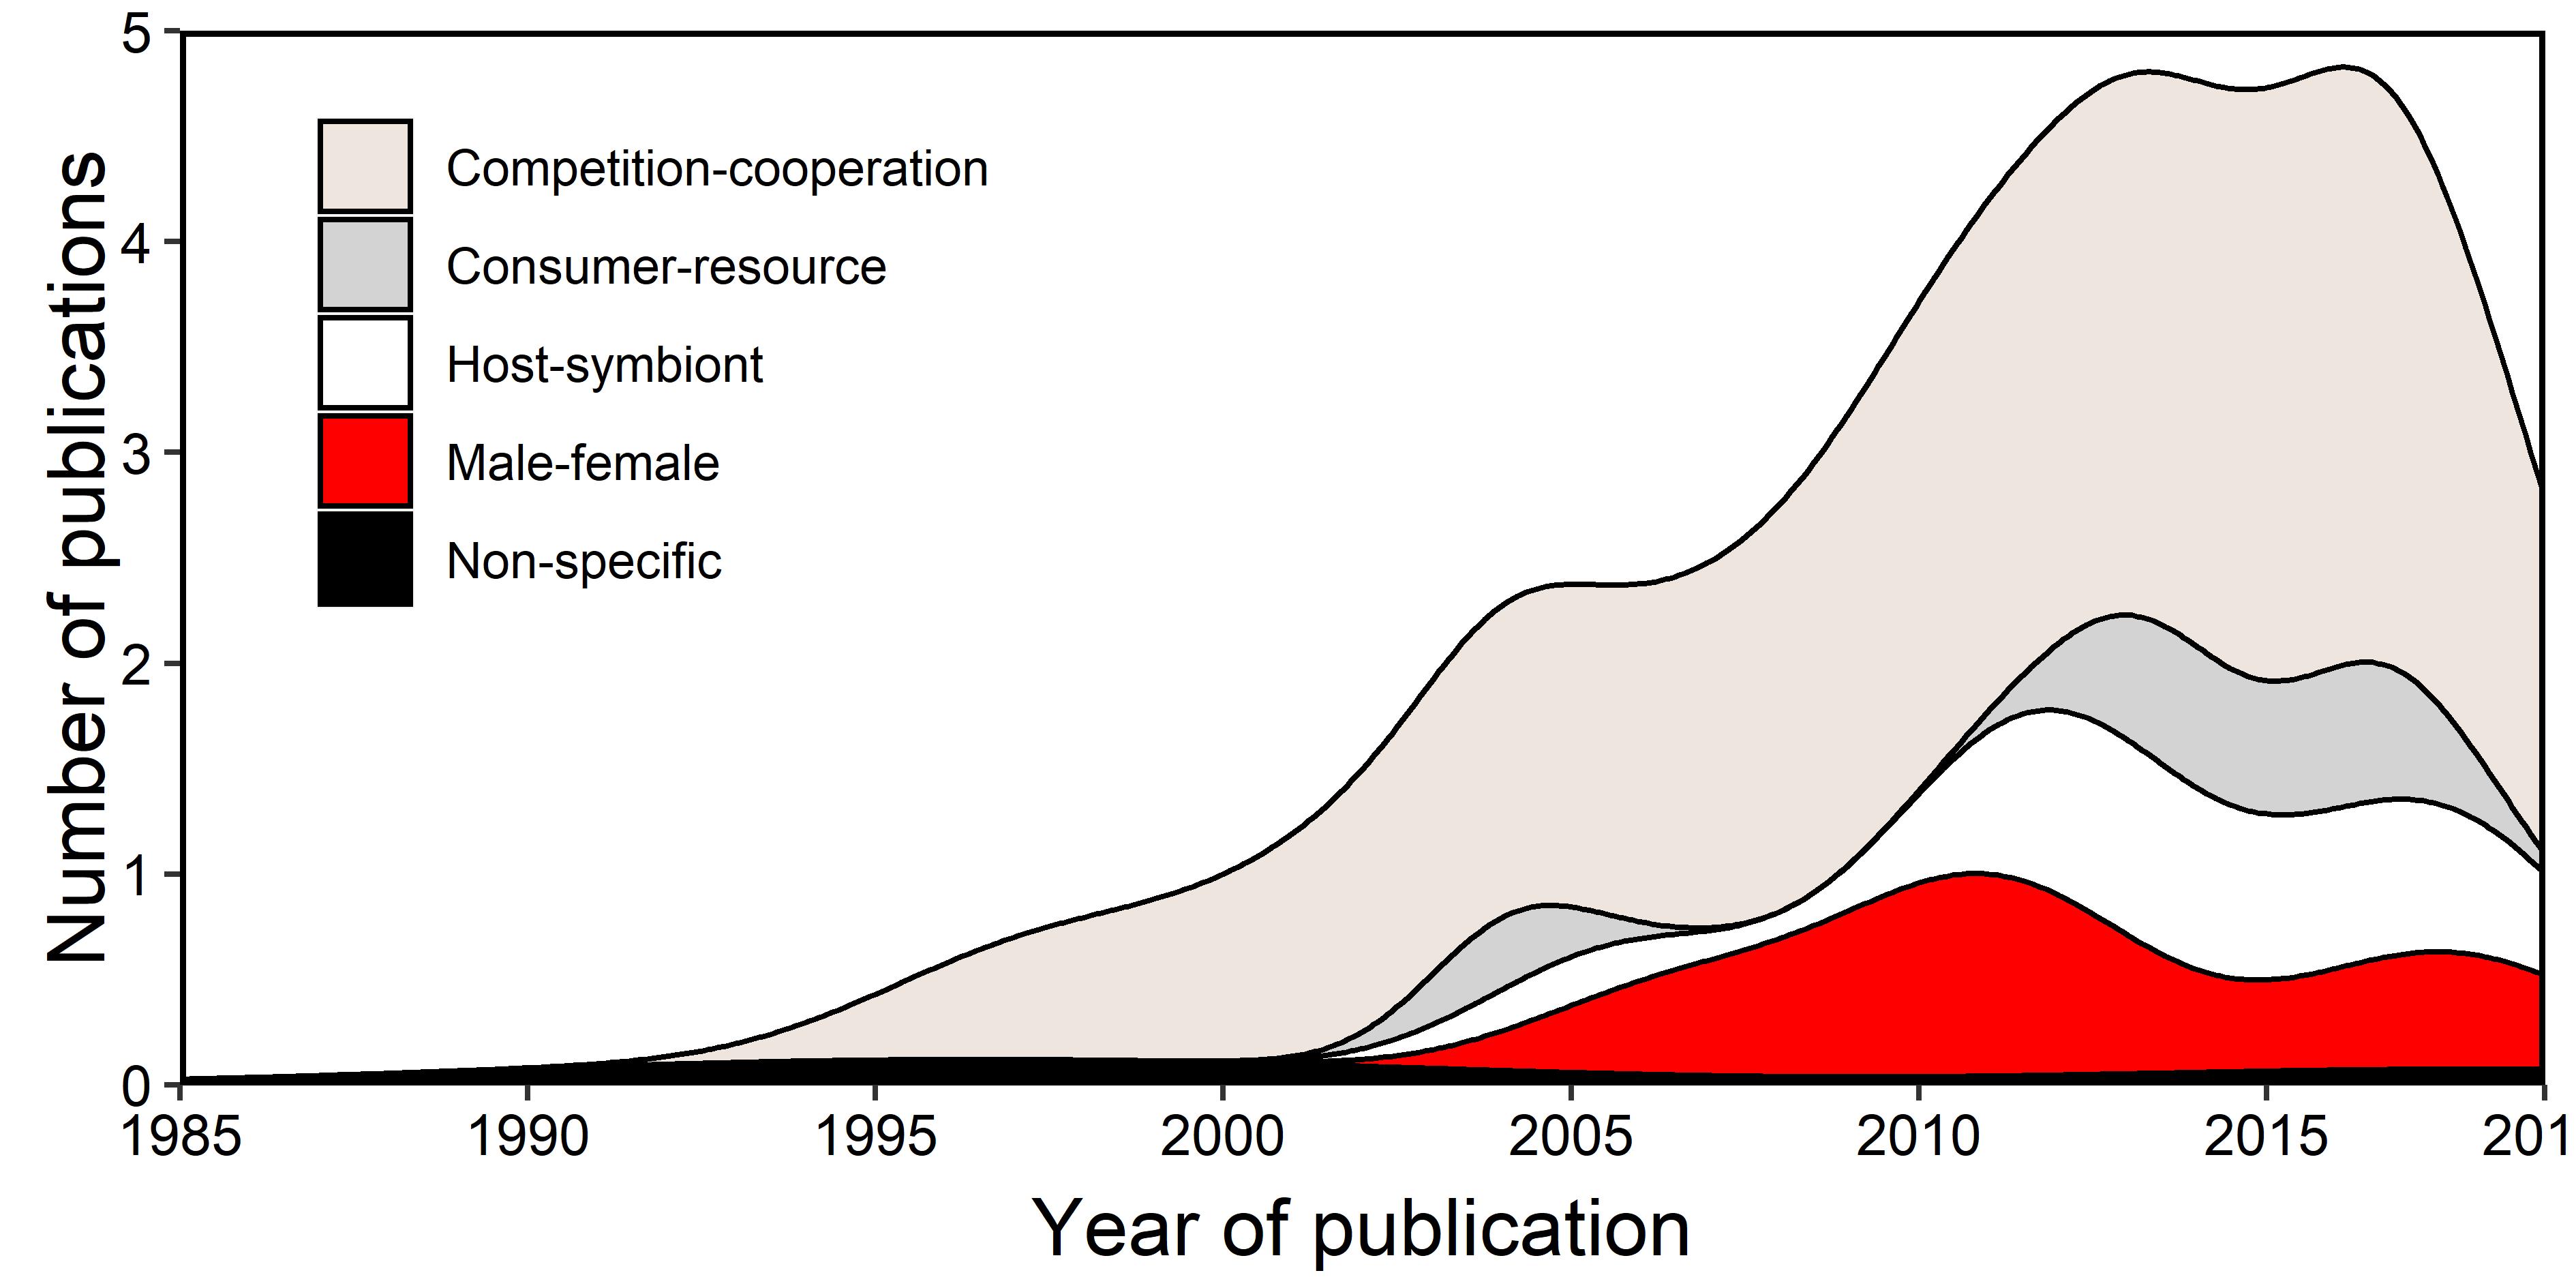 Number of publications
5
4
3
2
1
0
Competition-cooperation
Consumer-resource
Host-symbiont
Male-female
Non-specific
1985 1990 1995 2000 2005 2010 2015 201
Year of publication